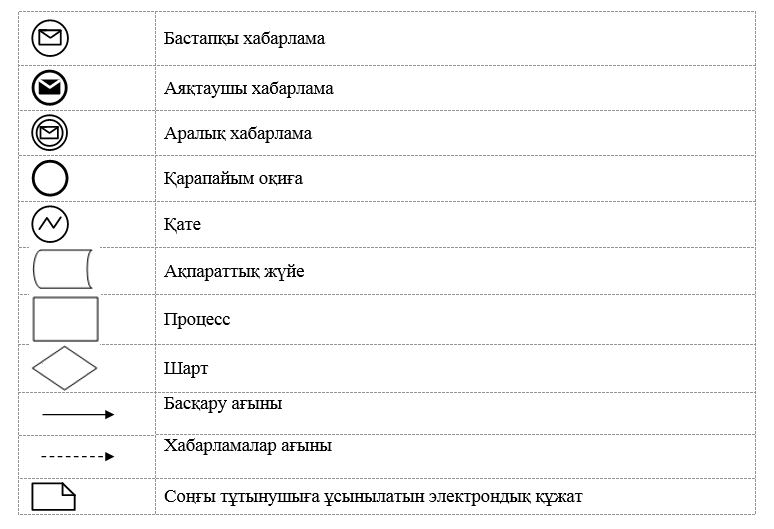 Бастапқы хабарлама
Аяқтаушы хабарлама
Аралық хабарлама
Қарапайым оқиға
Қате
Ақпараттық жүйе
Процесс
Шарт
Басқару ағыны
Хабарламалар ағыны
Соңғы тұтынушыға ұсынылатын электрондық құжат